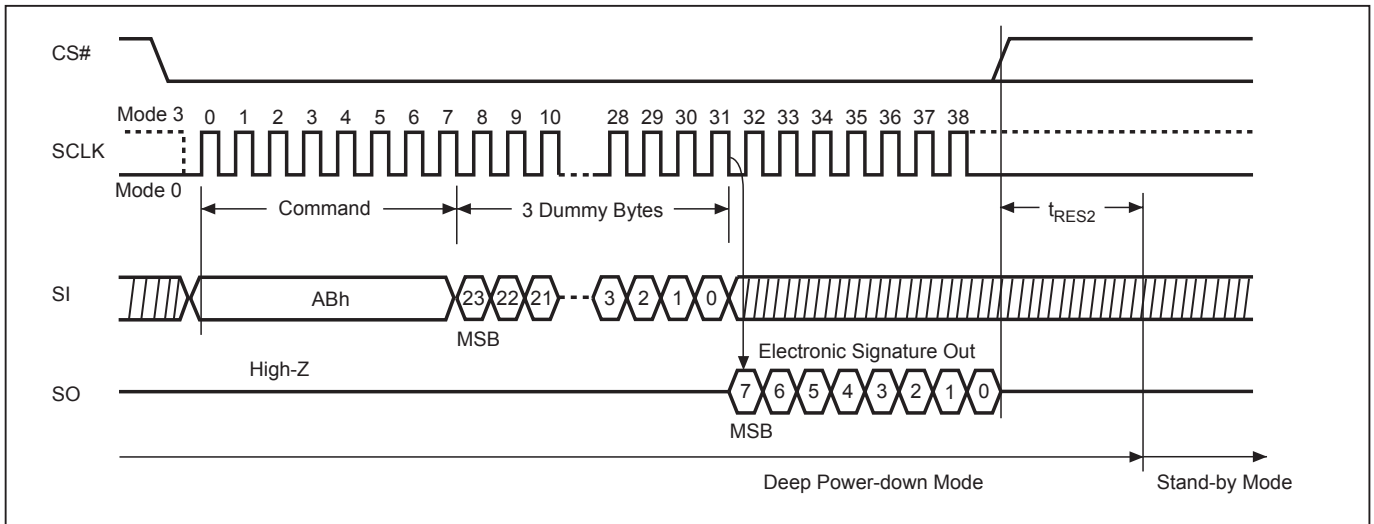 CS#
Mode 3 0 1 2 3 4 5 6 7 8 9 10 28 29 30 31 32 33 34 35 36 37 38
SCLK
Mode 0
Command 3 Dummy Bytes tRES2
SI ABh 23 22 21 3 2 1 0
MSB
Electronic Signature Out
High-Z
SO 7 6 5 4 3 2 1 0
MSB
Deep Power-down Mode Stand-by Mode